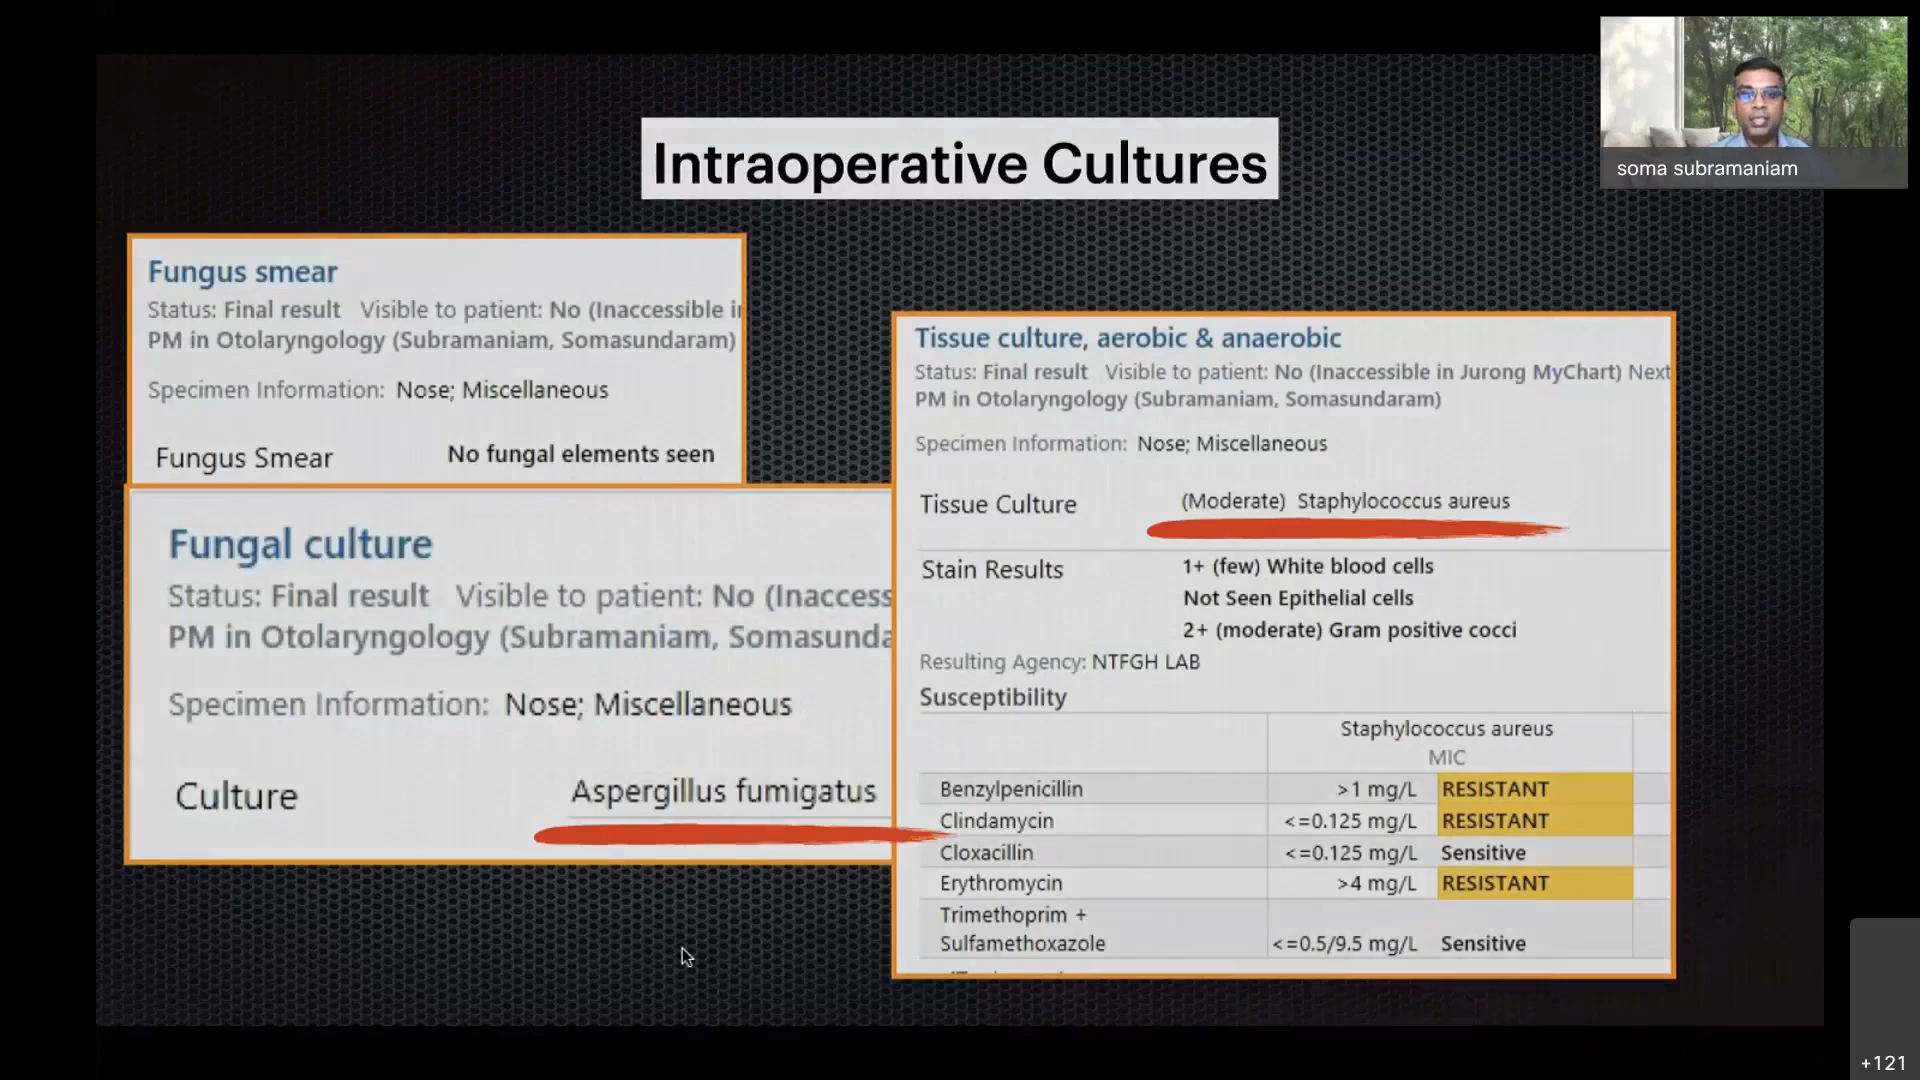 Intraoperative Cultures
soma subramaniam
Fungus smear
Status: Final result Visible to patient: No (Inaccessible in
PM in Otolaryngology (Subramaniam, Somasundaram)
Specimen Information: Nose; Miscellaneous
Fungus Smear No fungal elements seen
Fungal culture
Status: Final result Visible to patient: No (Inaccess
PM in Otolaryngology (Subramaniam, Somasunda
Specimen Information: Nose; Miscellaneous
Culture Aspergillus fumigatus
Tissue culture, aerobic & anaerobic
Status: Final result Visible to patient: No (Inaccessible in Jurong MyChart) Next
PM in Otolaryngology (Subramaniam, Somasundaram)
Specimen Information: Nose; Miscellaneous
Tissue Culture (Moderate) Staphylococcus aureus
Stain Results 1+ (few) White blood cells
Not Seen Epithelial cells
2+ (moderate) Gram positive cocci
Resulting Agency: NTFGH LAB
Susceptibility
Staphylococcus aureus
MIC
Benzylpenicillin >1 mg/L RESISTANT
Clindamycin <=0.125 mg/L RESISTANT
Cloxacillin <=0.125 mg/L Sensitive
Erythromycin >4 mg/L RESISTANT
Trimethoprim +
Sulfamethoxazole <=0.5/9.5 mg/L Sensitive
+121